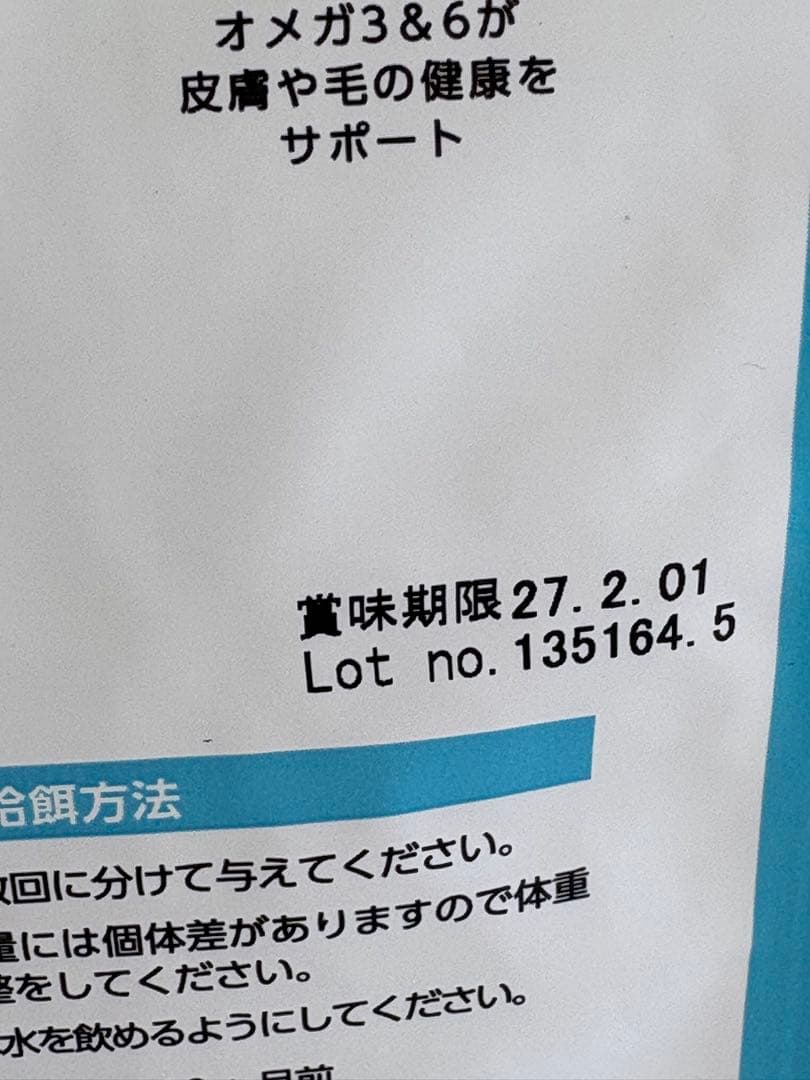 オメガ3&6が
皮膚や毛の健康を
サポート
賞味期限27.2.01
Lot no.135164.5
給餌方法
回に分けて与えてください。
量には個体差がありますので体重
整をしてください。
水を飲めるようにしてください。